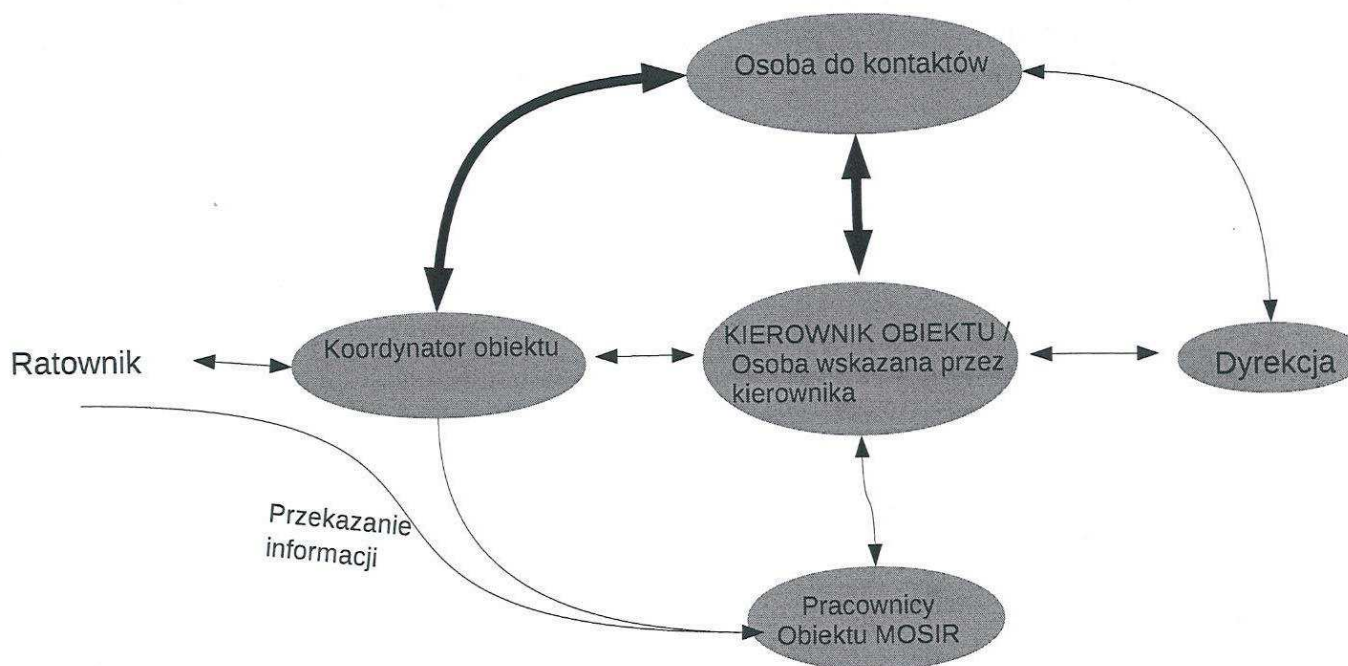 Osoba do kontaktów
Koordynator obiektu
KIEROWNIK OBIEKTU /
Osoba wskazana przez
kierownika
Ratownik
Dyrekcja
Przekazanie
informacji
Pracownicy
Obiektu MOSIR